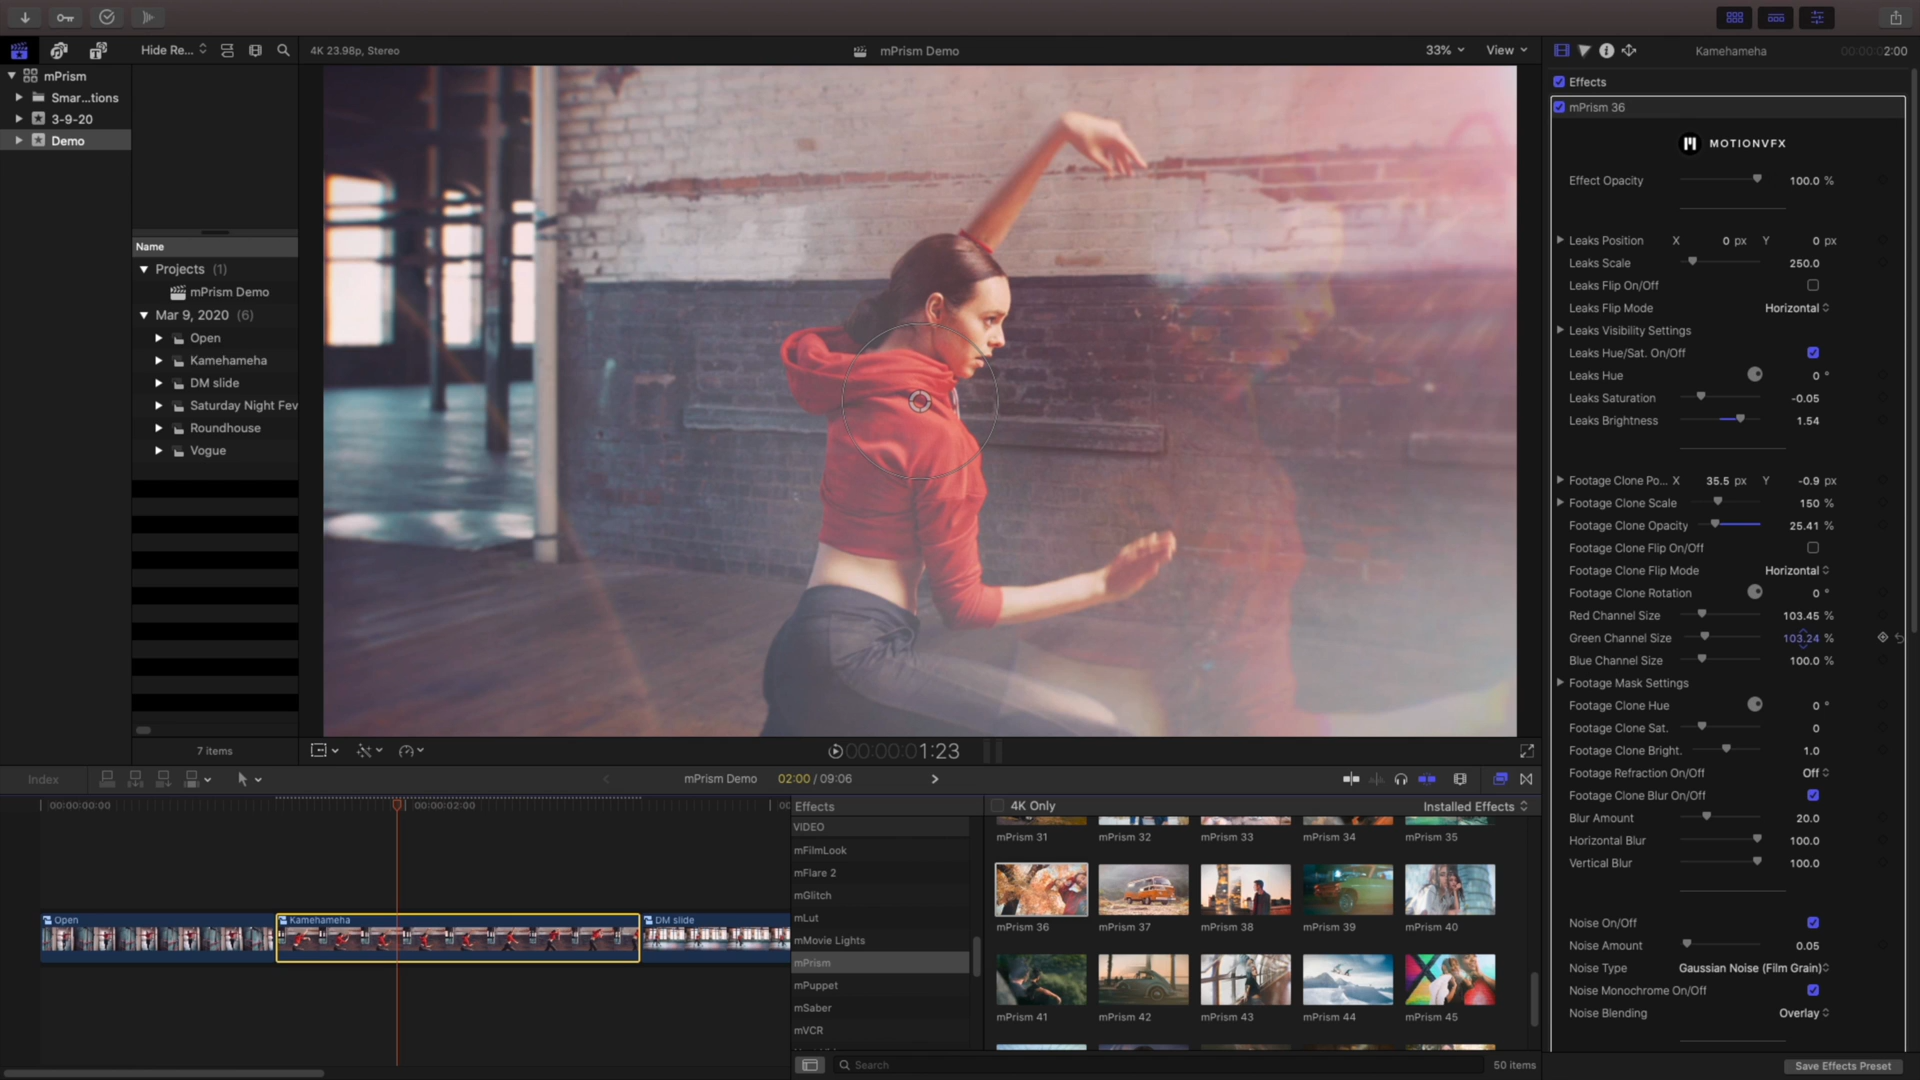 Hide Re...
4K 23.98p, Stereo
mPrism Demo
33%
View
Kamehameha
00:00:00:02:00
mPrism
Smar...tions
3-9-20
Demo
Name
Projects (1)
mPrism Demo
Mar 9, 2020 (6)
Open
Kamehameha
DM slide
Saturday Night Fev
Roundhouse
Vogue
7 items
00:00:00:01:23
Effects
mPrism 36
MOTIONVFX
Effect Opacity 100.0 %
Leaks Position X 0 px Y 0 px
Leaks Scale 250.0
Leaks Flip On/Off
Leaks Flip Mode Horizontal
Leaks Visibility Settings
Leaks Hue/Sat. On/Off
Leaks Hue 0 °
Leaks Saturation -0.05
Leaks Brightness 1.54
Footage Clone Po... X 35.5 px Y -0.9 px
Footage Clone Scale 150 %
Footage Clone Opacity 25.41 %
Footage Clone Flip On/Off
Footage Clone Flip Mode Horizontal
Footage Clone Rotation 0 °
Red Channel Size 103.45 %
Green Channel Size 103.24 %
Blue Channel Size 100.0 %
Footage Mask Settings
Footage Clone Hue 0 °
Footage Clone Sat. 0
Footage Clone Bright. 1.0
Footage Refraction On/Off Off
Footage Clone Blur On/Off
Blur Amount 20.0
Horizontal Blur 100.0
Vertical Blur 100.0
Noise On/Off
Noise Amount 0.05
Noise Type Gaussian Noise (Film Grain)
Noise Monochrome On/Off
Noise Blending Overlay
Save Effects Preset
Index
mPrism Demo 02:00 / 09:06
00:00:00:00
00:00:02:00
Open
Kamehameha
DM slide
Effects
4K Only
Installed Effects
VIDEO
mFilmLook
mFlare 2
mGlitch
mLut
mMovie Lights
mPrism
mPuppet
mSaber
mVCR
mPrism 31
mPrism 32
mPrism 33
mPrism 34
mPrism 35
mPrism 36
mPrism 37
mPrism 38
mPrism 39
mPrism 40
mPrism 41
mPrism 42
mPrism 43
mPrism 44
mPrism 45
Search
50 items